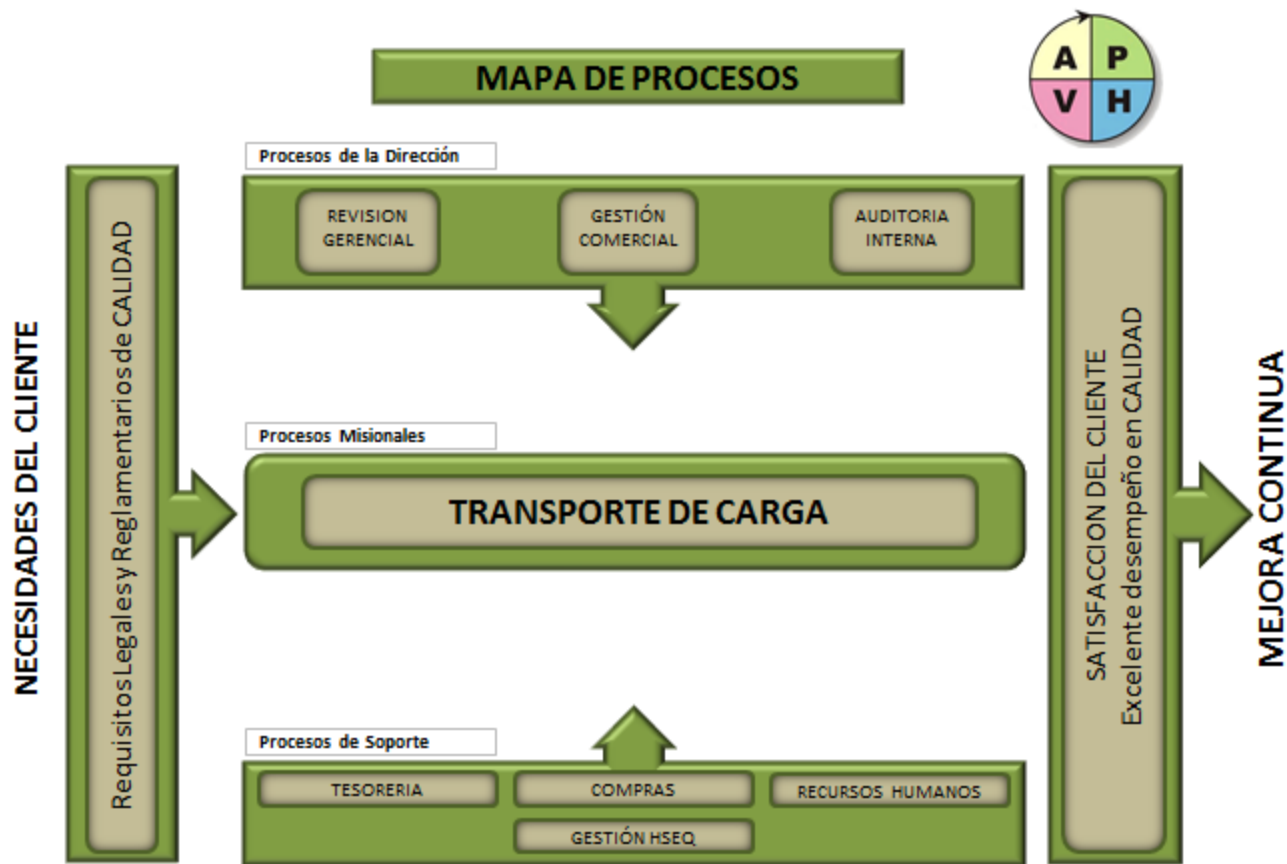 MAPA DE PROCESOS
A P
V H
Procesos de la Dirección
REVISION
GERENCIAL
GESTIÓN
COMERCIAL
AUDITORIA
INTERNA
NECESIDADES DEL CLIENTE
Requisitos Legales y Reglamentarios de CALIDAD
Procesos Misionales
TRANSPORTE DE CARGA
SATISFACCION DEL CLIENTE
Excelente desempeño en CALIDAD
MEJORA CONTINUA
Procesos de Soporte
TESORERIA
COMPRAS
RECURSOS HUMANOS
GESTIÓN HSEQ